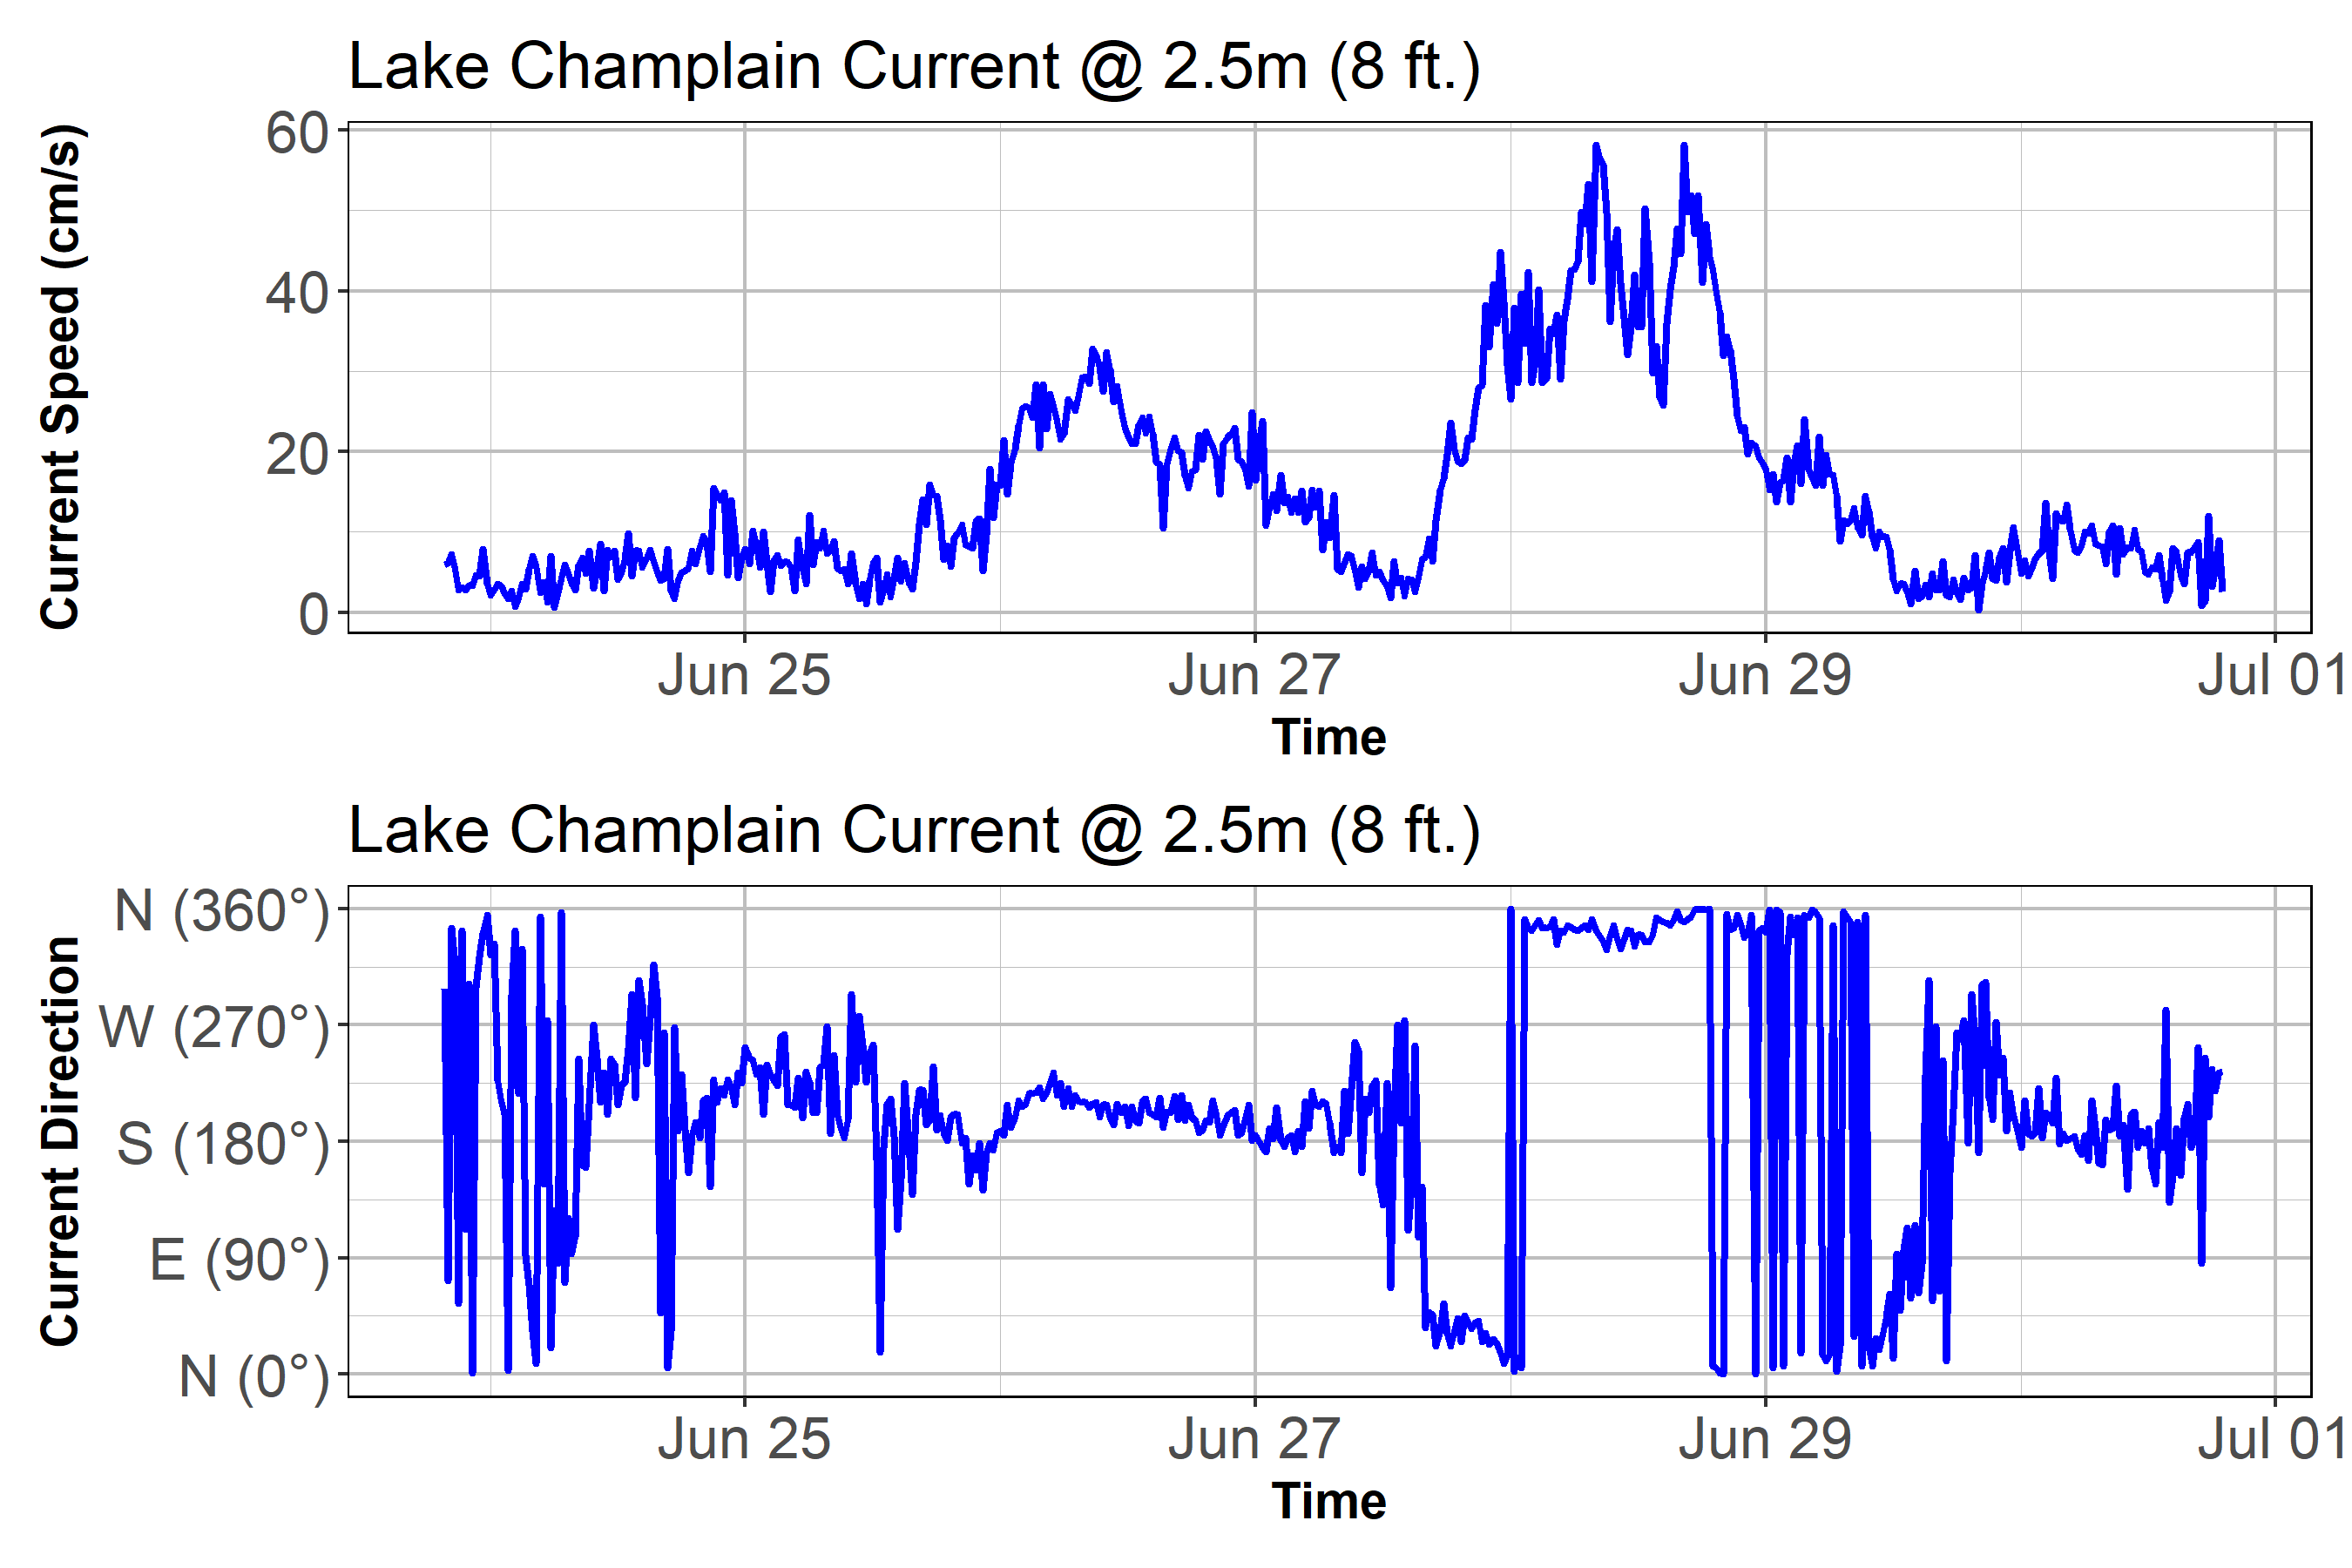 Lake Champlain Current @ 2.5m (8 ft.)
Current Speed (cm/s)
60
40
20
0
Jun 25 Jun 27 Jun 29 Jul 01
Time
Lake Champlain Current @ 2.5m (8 ft.)
Current Direction
N (360°)
W (270°)
S (180°)
E (90°)
N (0°)
Jun 25 Jun 27 Jun 29 Jul 01
Time